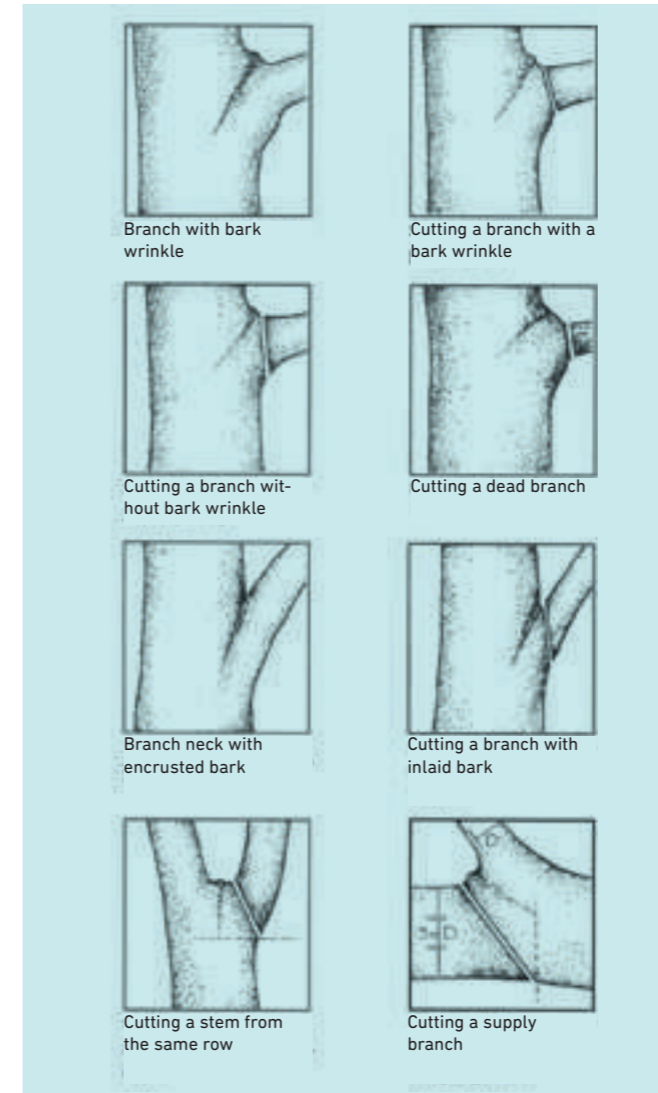 Branch with bark
wrinkle
Cutting a branch with a
bark wrinkle
Cutting a branch wit-
hout bark wrinkle
Cutting a dead branch
Branch neck with
encrusted bark
Cutting a branch with
inlaid bark
D
Cutting a stem from
the same row
Cutting a supply
branch